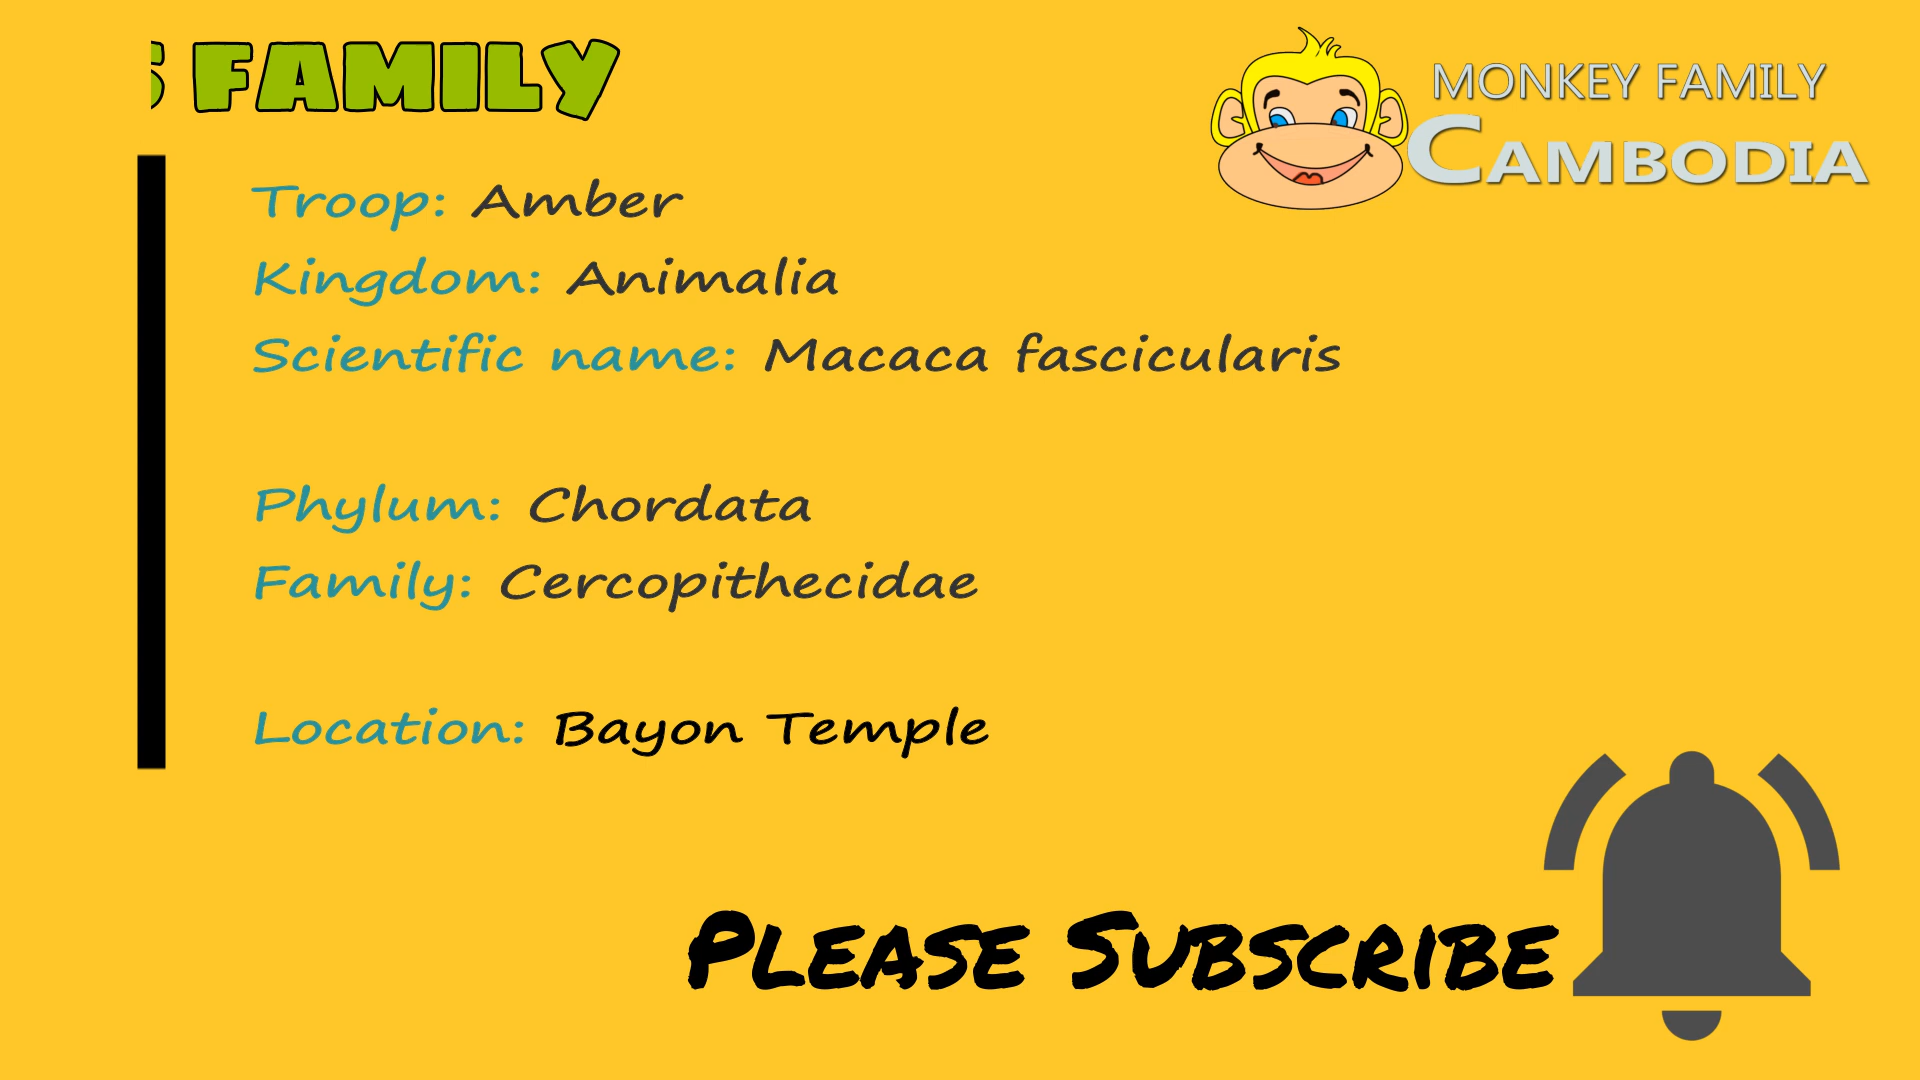 FAMILY
MONKEY FAMILY
CAMBODIA
Troop: Amber
Kingdom: Animalia
Scientific name: Macaca fascicularis
Phylum: Chordata
Family: Cercopithecidae
Location: Bayon Temple
PLEASE SUBSCRIBE